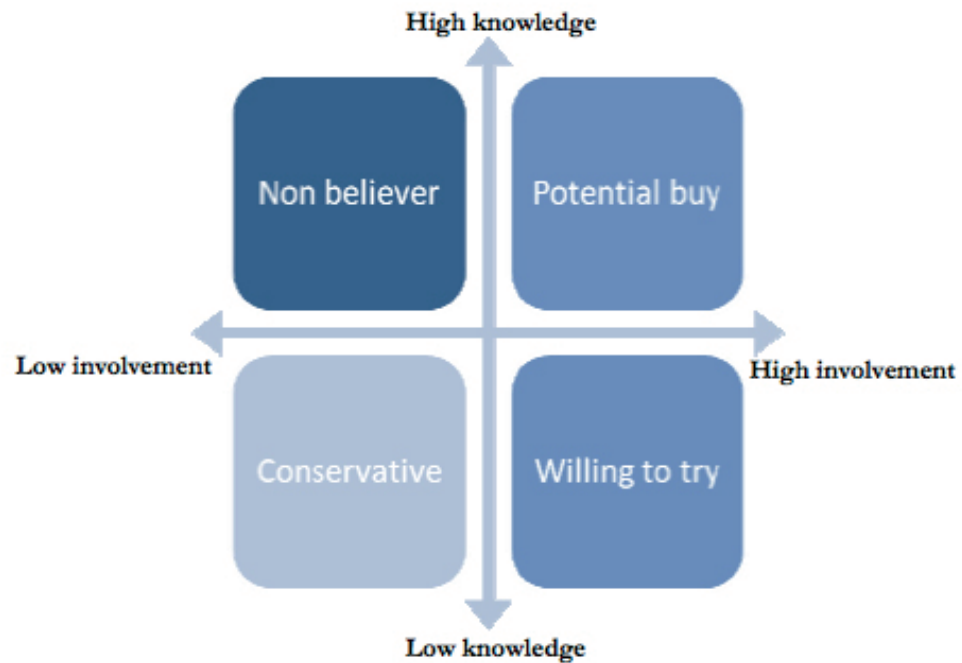 High knowledge
Non believer
Potential buy
Low involvement
High involvement
Conservative
Willing to try
Low knowledge